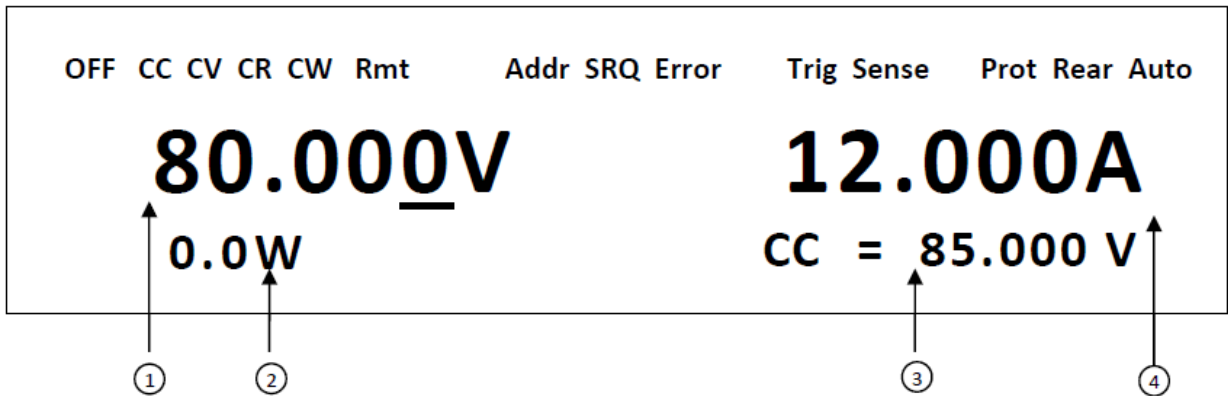 OFF CC CV CR CW Rmt Addr SRQ Error Trig Sense Prot Rear Auto
80.000V 12.000A
0.0W CC = 85.000 V
1 2 3 4